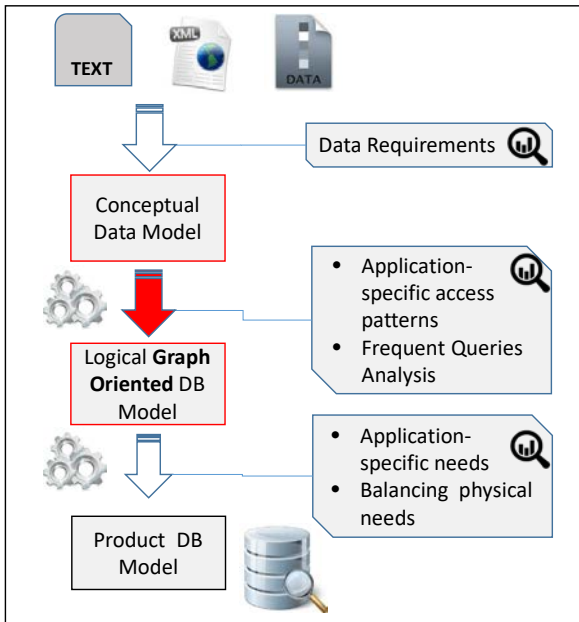 TEXT
XML
DATA
Data Requirements
Conceptual
Data Model
• Application-
specific access
patterns
• Frequent Queries
Analysis
Logical Graph
Oriented DB
Model
• Application-
specific needs
• Balancing physical
needs
Product DB
Model